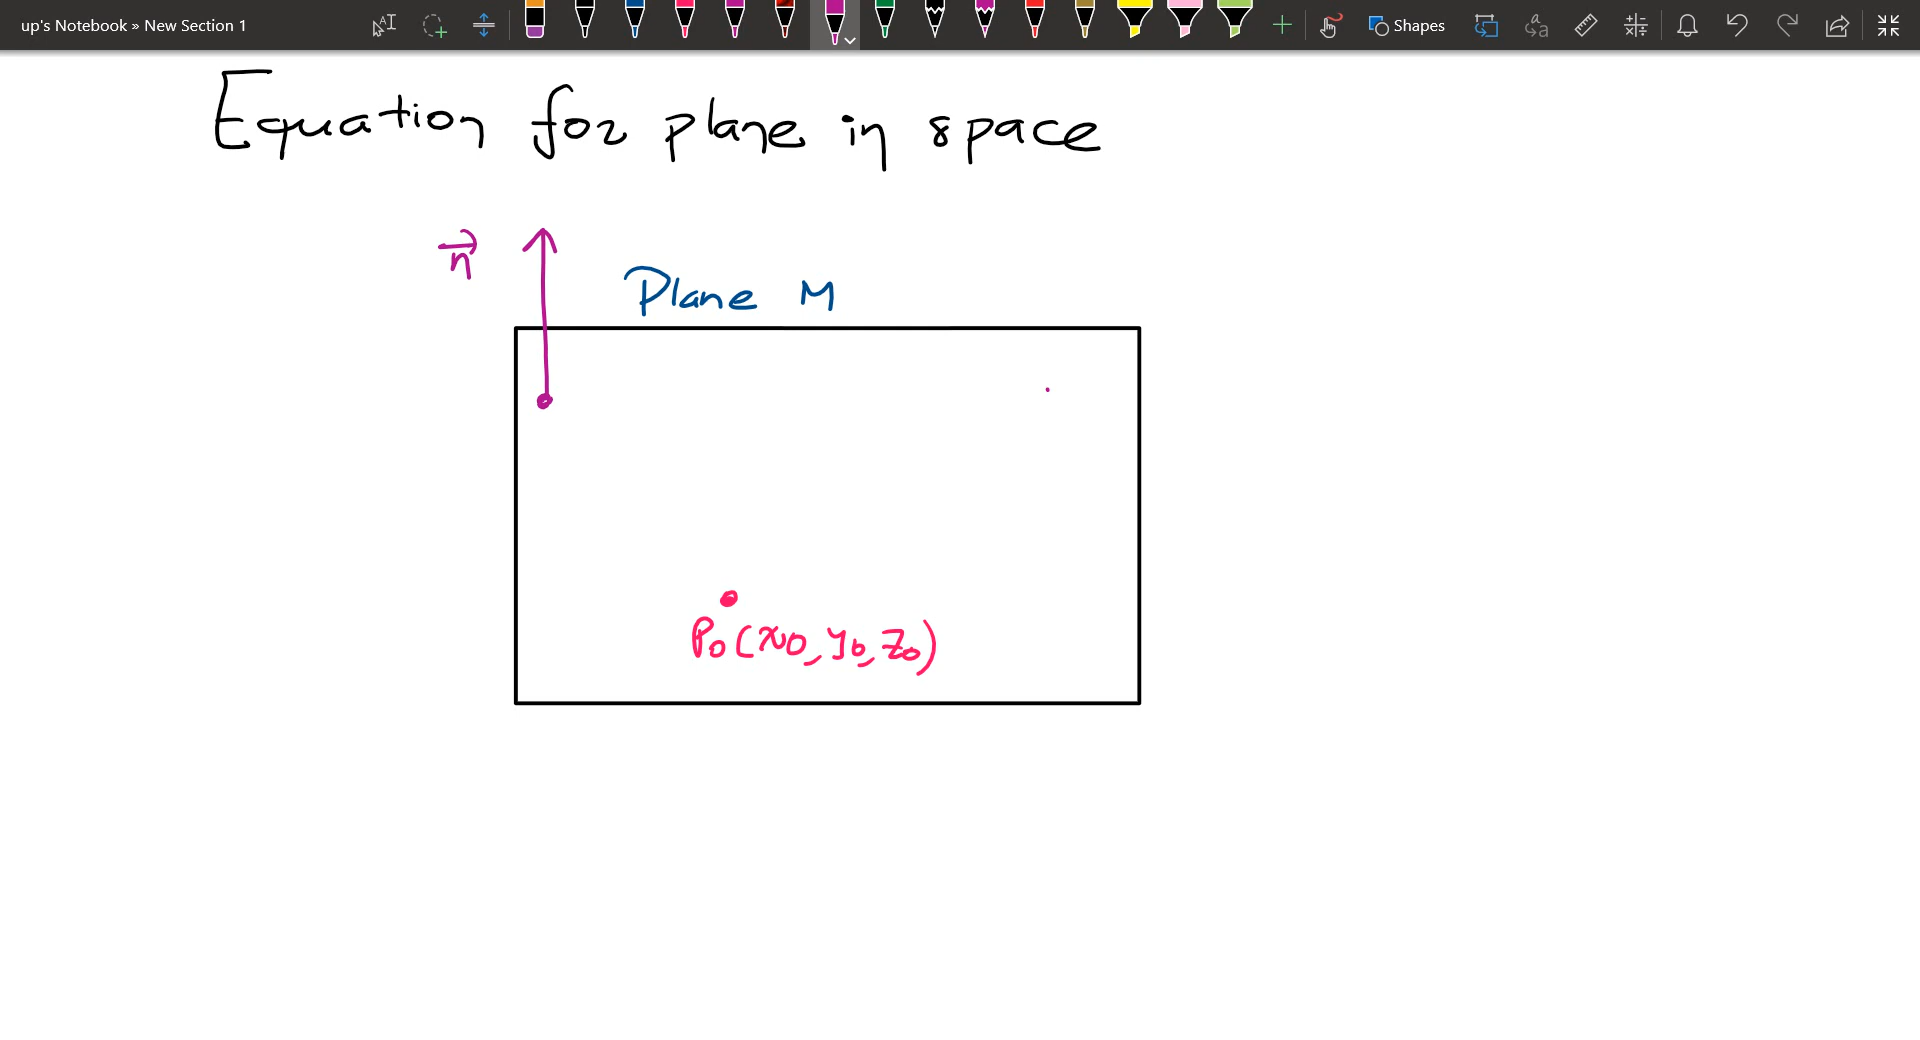 up's Notebook » New Section 1
Shapes
Equation for plane in space
n
Plane M
P₀(x₀, y₀, z₀)